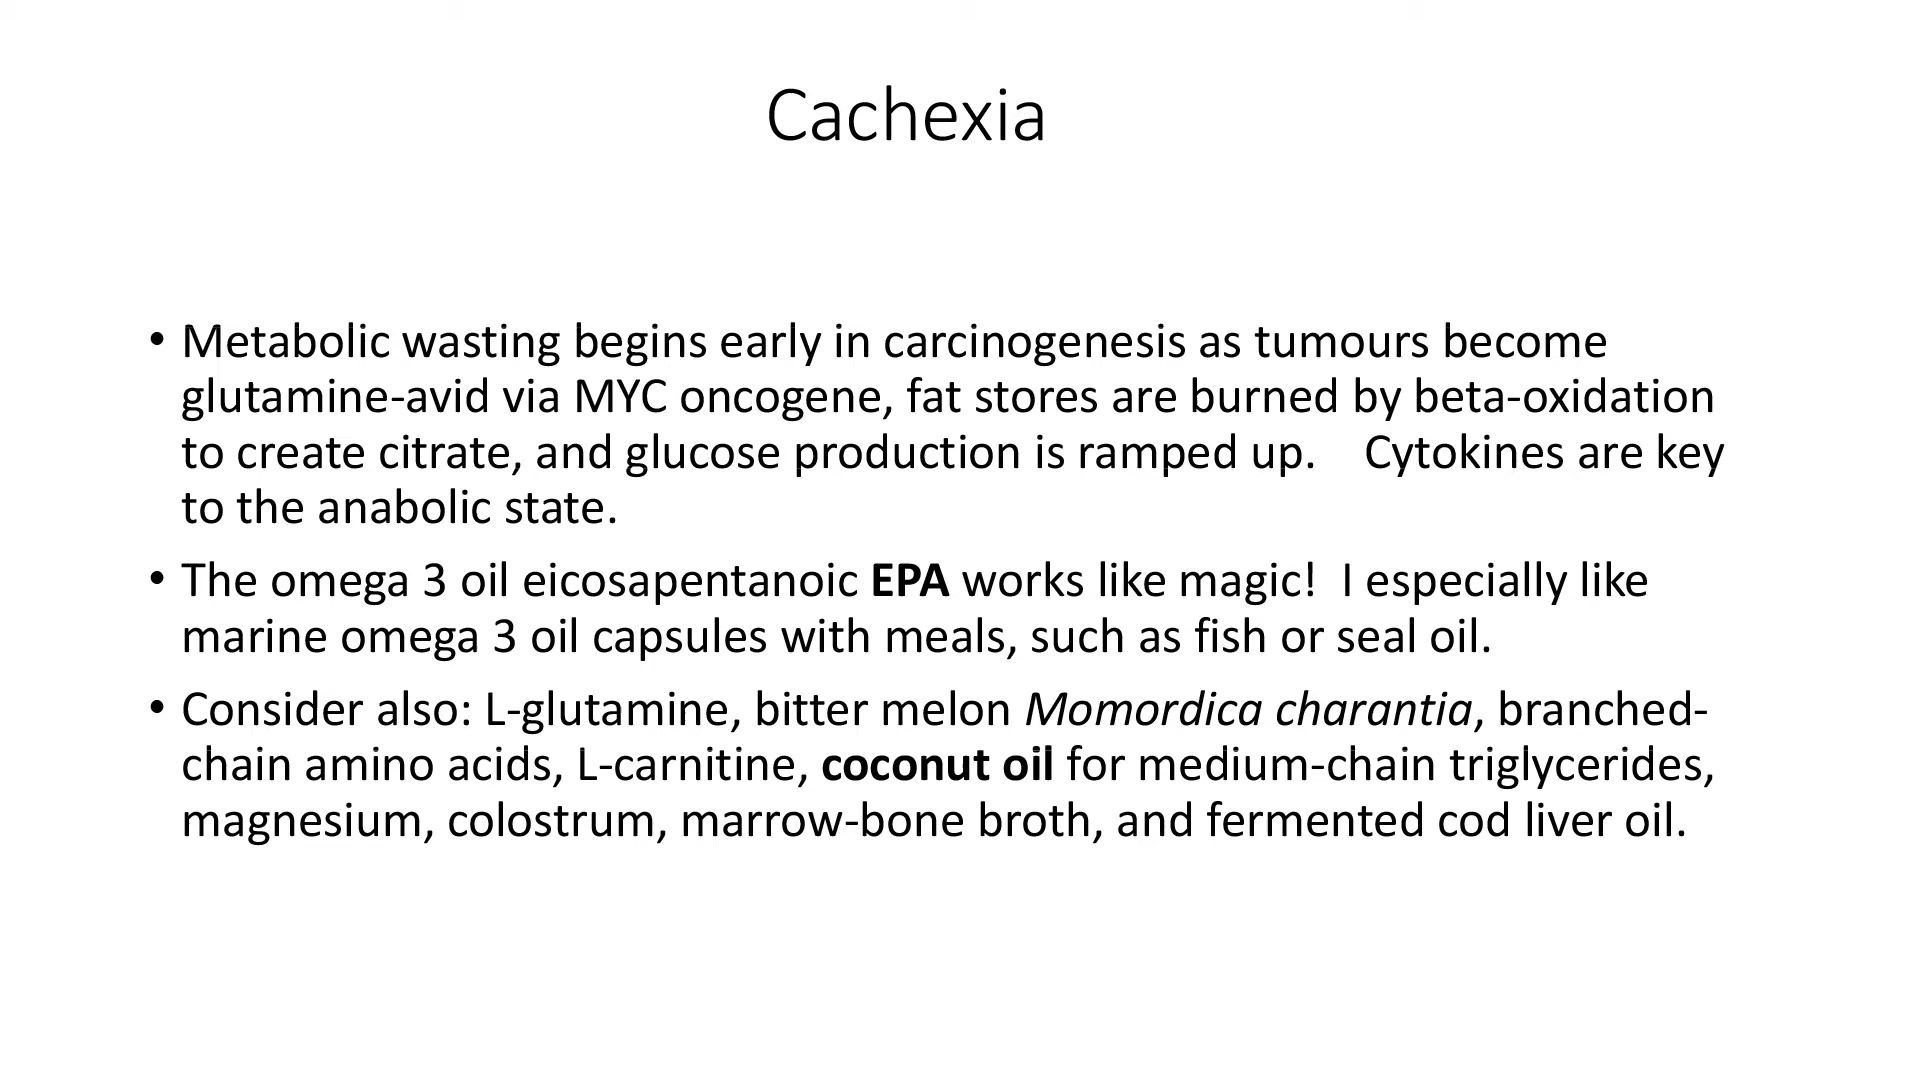 Cachexia
• Metabolic wasting begins early in carcinogenesis as tumours become
glutamine-avid via MYC oncogene, fat stores are burned by beta-oxidation
to create citrate, and glucose production is ramped up.    Cytokines are key
to the anabolic state.
• The omega 3 oil eicosapentanoic EPA works like magic!  I especially like
marine omega 3 oil capsules with meals, such as fish or seal oil.
• Consider also: L-glutamine, bitter melon Momordica charantia, branched-
chain amino acids, L-carnitine, coconut oil for medium-chain triglycerides,
magnesium, colostrum, marrow-bone broth, and fermented cod liver oil.